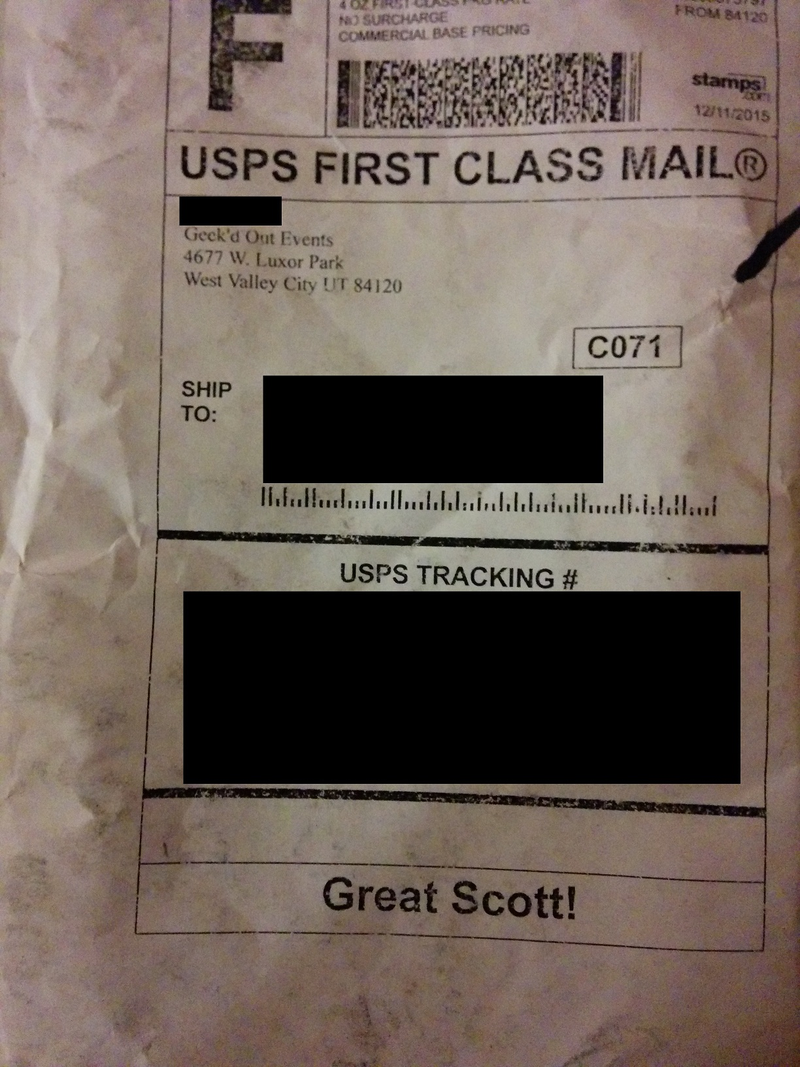 F
4 OZ FIRST-CLASS PKG RATE
NO SURCHARGE
COMMERCIAL BASE PRICING
FROM 84120
stamps
.com
12/11/2015
USPS FIRST CLASS MAIL®
Geek'd Out Events
4677 W. Luxor Park
West Valley City UT 84120
C071
SHIP
TO:
USPS TRACKING #
Great Scott!